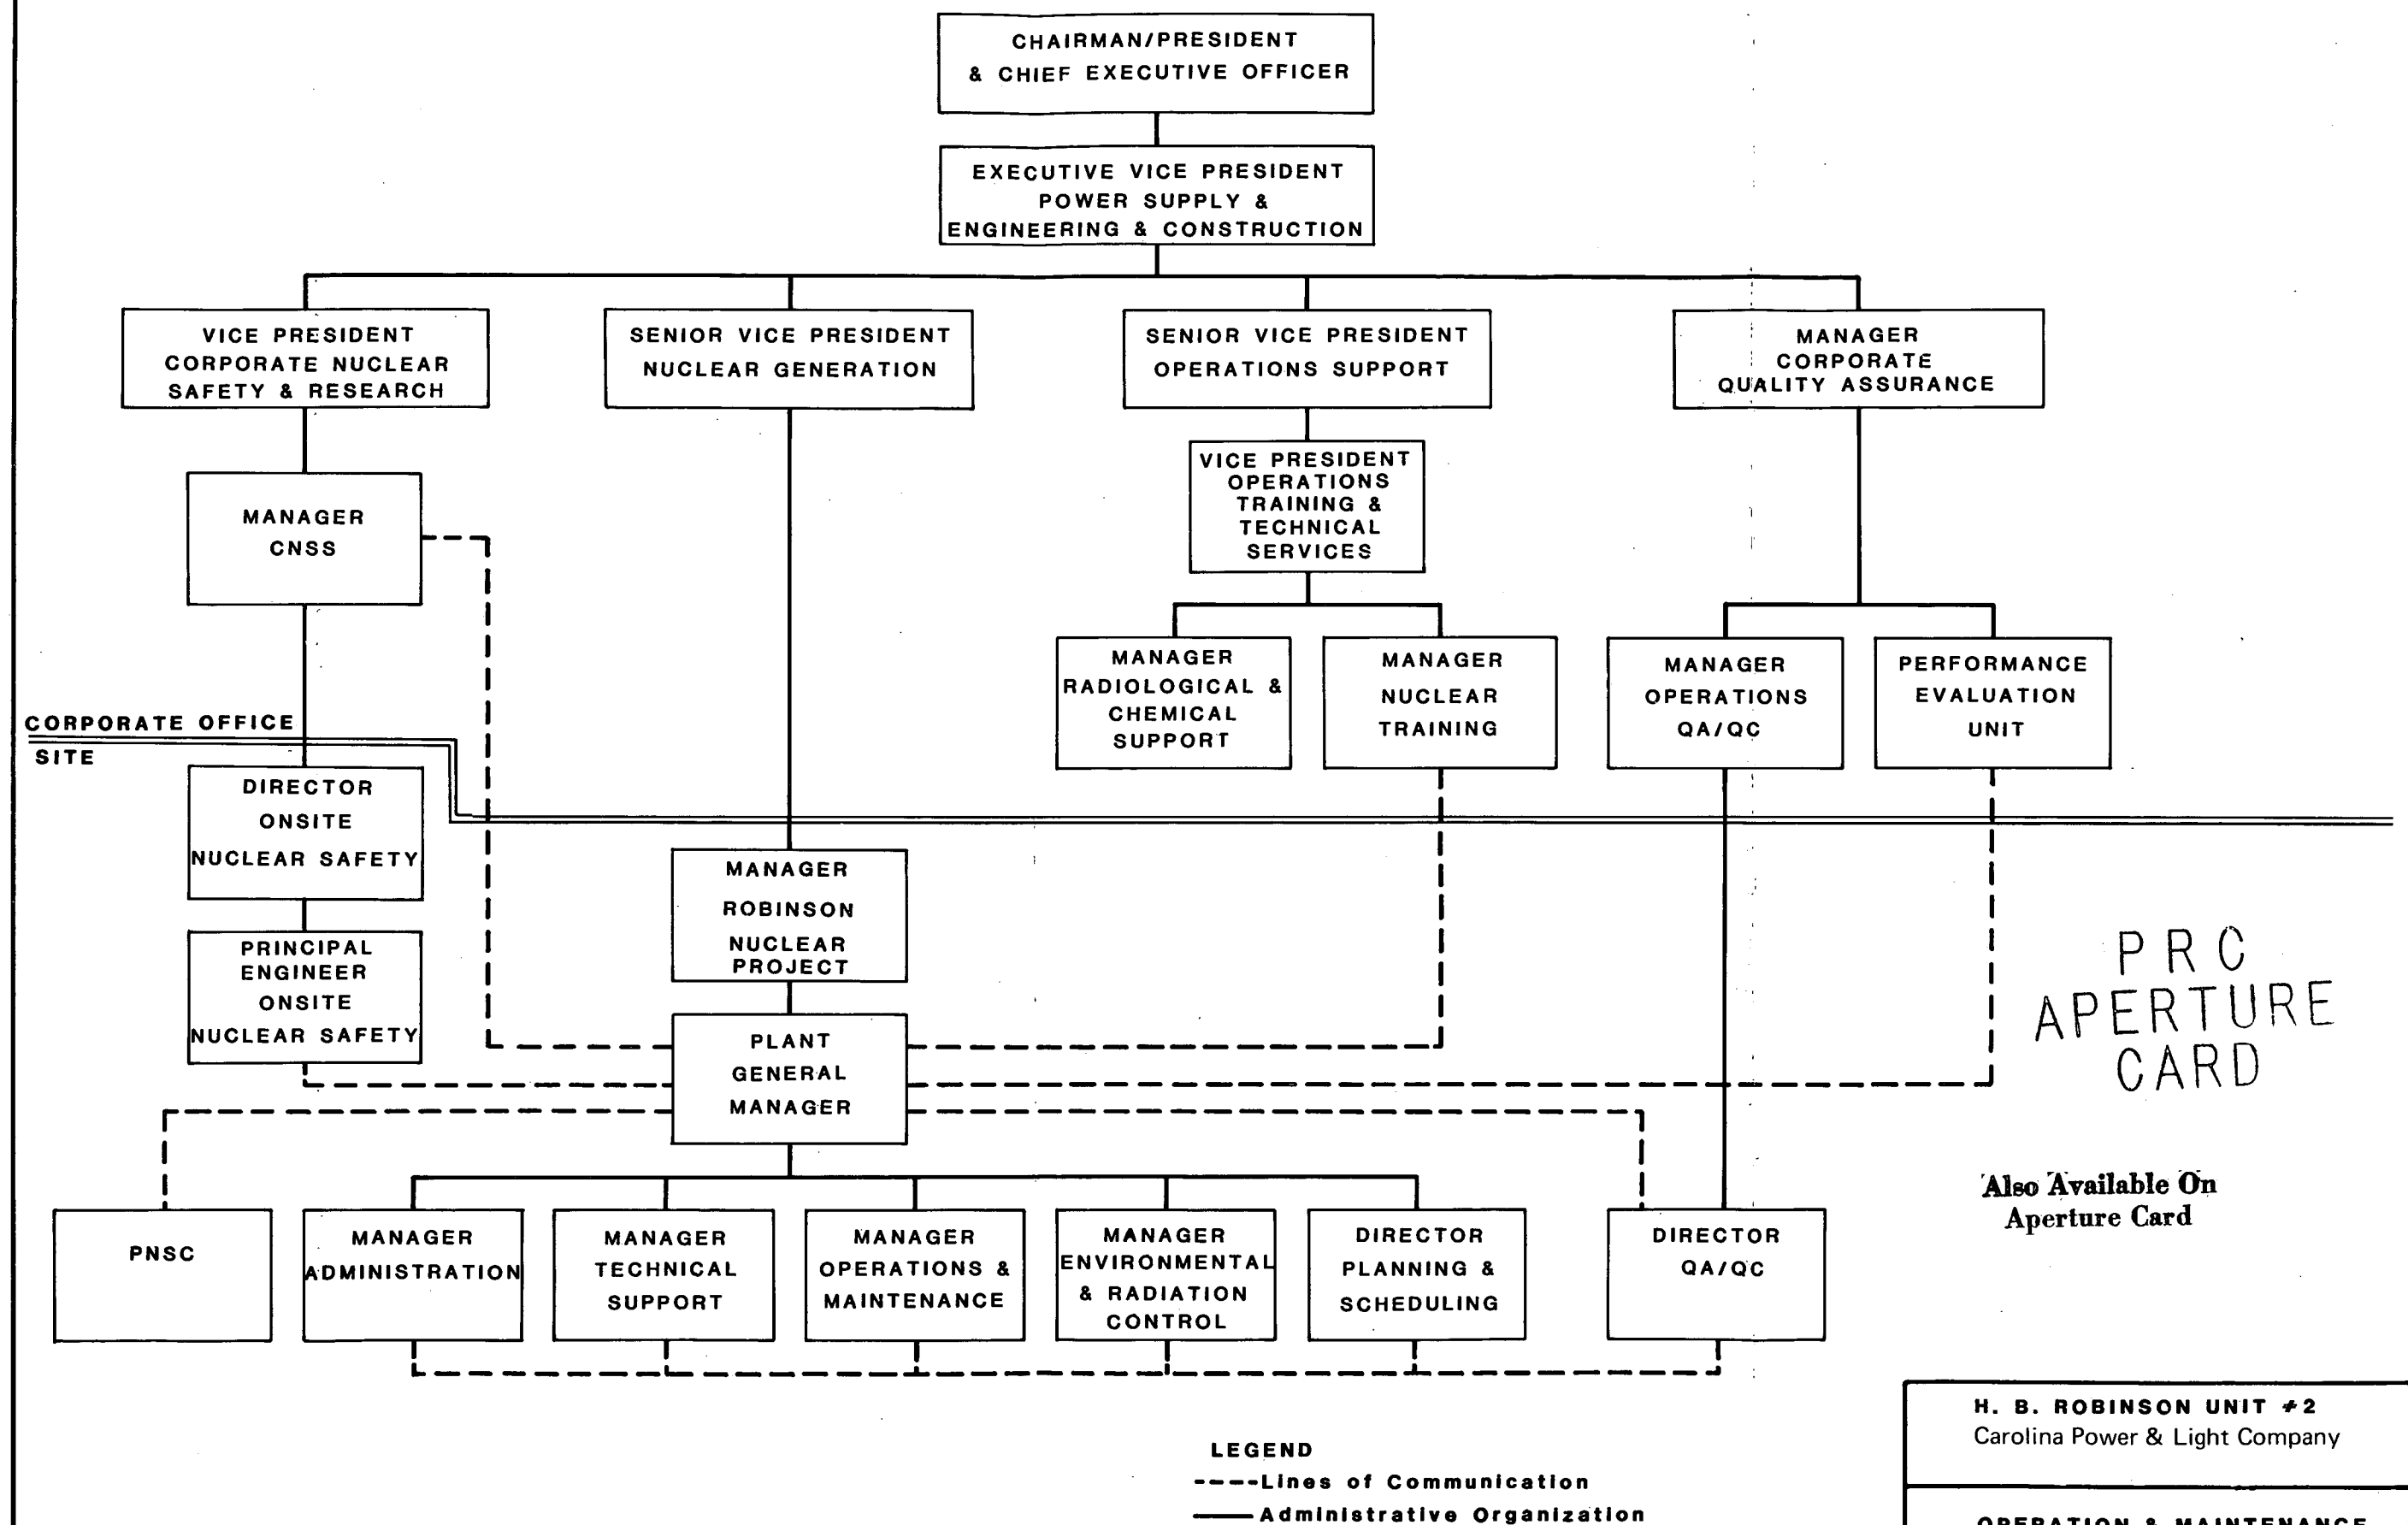 CHAIRMAN/PRESIDENT
& CHIEF EXECUTIVE OFFICER
EXECUTIVE VICE PRESIDENT
POWER SUPPLY &
ENGINEERING & CONSTRUCTION
VICE PRESIDENT
CORPORATE NUCLEAR
SAFETY & RESEARCH
SENIOR VICE PRESIDENT
NUCLEAR GENERATION
SENIOR VICE PRESIDENT
OPERATIONS SUPPORT
MANAGER
CORPORATE
QUALITY ASSURANCE
MANAGER
CNSS
VICE PRESIDENT
OPERATIONS
TRAINING &
TECHNICAL
SERVICES
MANAGER
RADIOLOGICAL &
CHEMICAL
SUPPORT
MANAGER
NUCLEAR
TRAINING
MANAGER
OPERATIONS
QA/QC
PERFORMANCE
EVALUATION
UNIT
CORPORATE OFFICE
SITE
DIRECTOR
ONSITE
NUCLEAR SAFETY
MANAGER
ROBINSON
NUCLEAR
PROJECT
PRINCIPAL
ENGINEER
ONSITE
NUCLEAR SAFETY
PLANT
GENERAL
MANAGER
PRC
APERTURE
CARD
Also Available On
Aperture Card
PNSC
MANAGER
ADMINISTRATION
MANAGER
TECHNICAL
SUPPORT
MANAGER
OPERATIONS &
MAINTENANCE
MANAGER
ENVIRONMENTAL
& RADIATION
CONTROL
DIRECTOR
PLANNING &
SCHEDULING
DIRECTOR
QA/QC
H. B. ROBINSON UNIT #2
Carolina Power & Light Company
OPERATION & MAINTENANCE
LEGEND
----Lines of Communication
Administrative Organization